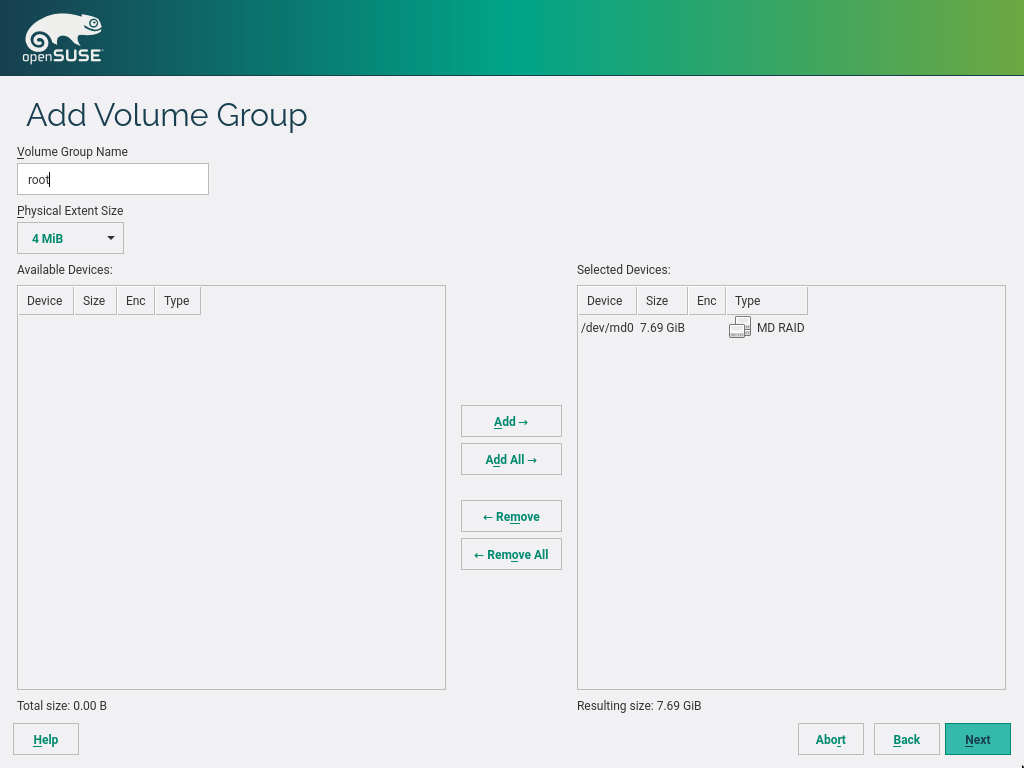 openSUSE
Add Volume Group
Volume Group Name
root
Physical Extent Size
4 MiB
Available Devices:
Device Size Enc Type
Selected Devices:
Device Size Enc Type
/dev/md0 7.69 GiB MD RAID
Add →
Add All →
← Remove
← Remove All
Total size: 0.00 B
Resulting size: 7.69 GiB
Help Abort Back Next